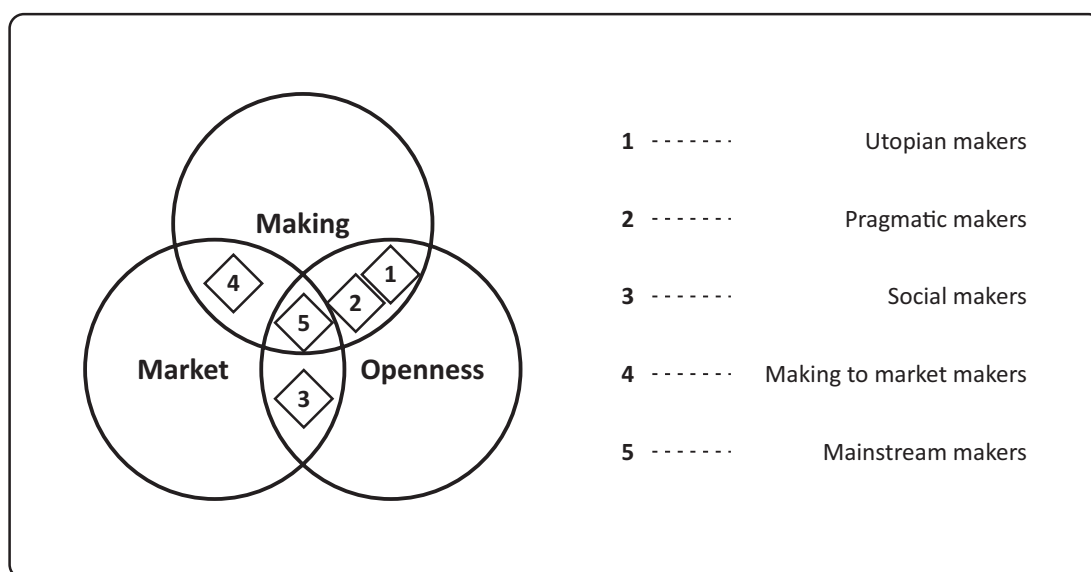 Making
Market
Openness
4
1
2
5
3
1 ------- Utopian makers
2 ------- Pragmatic makers
3 ------- Social makers
4 ------- Making to market makers
5 ------- Mainstream makers